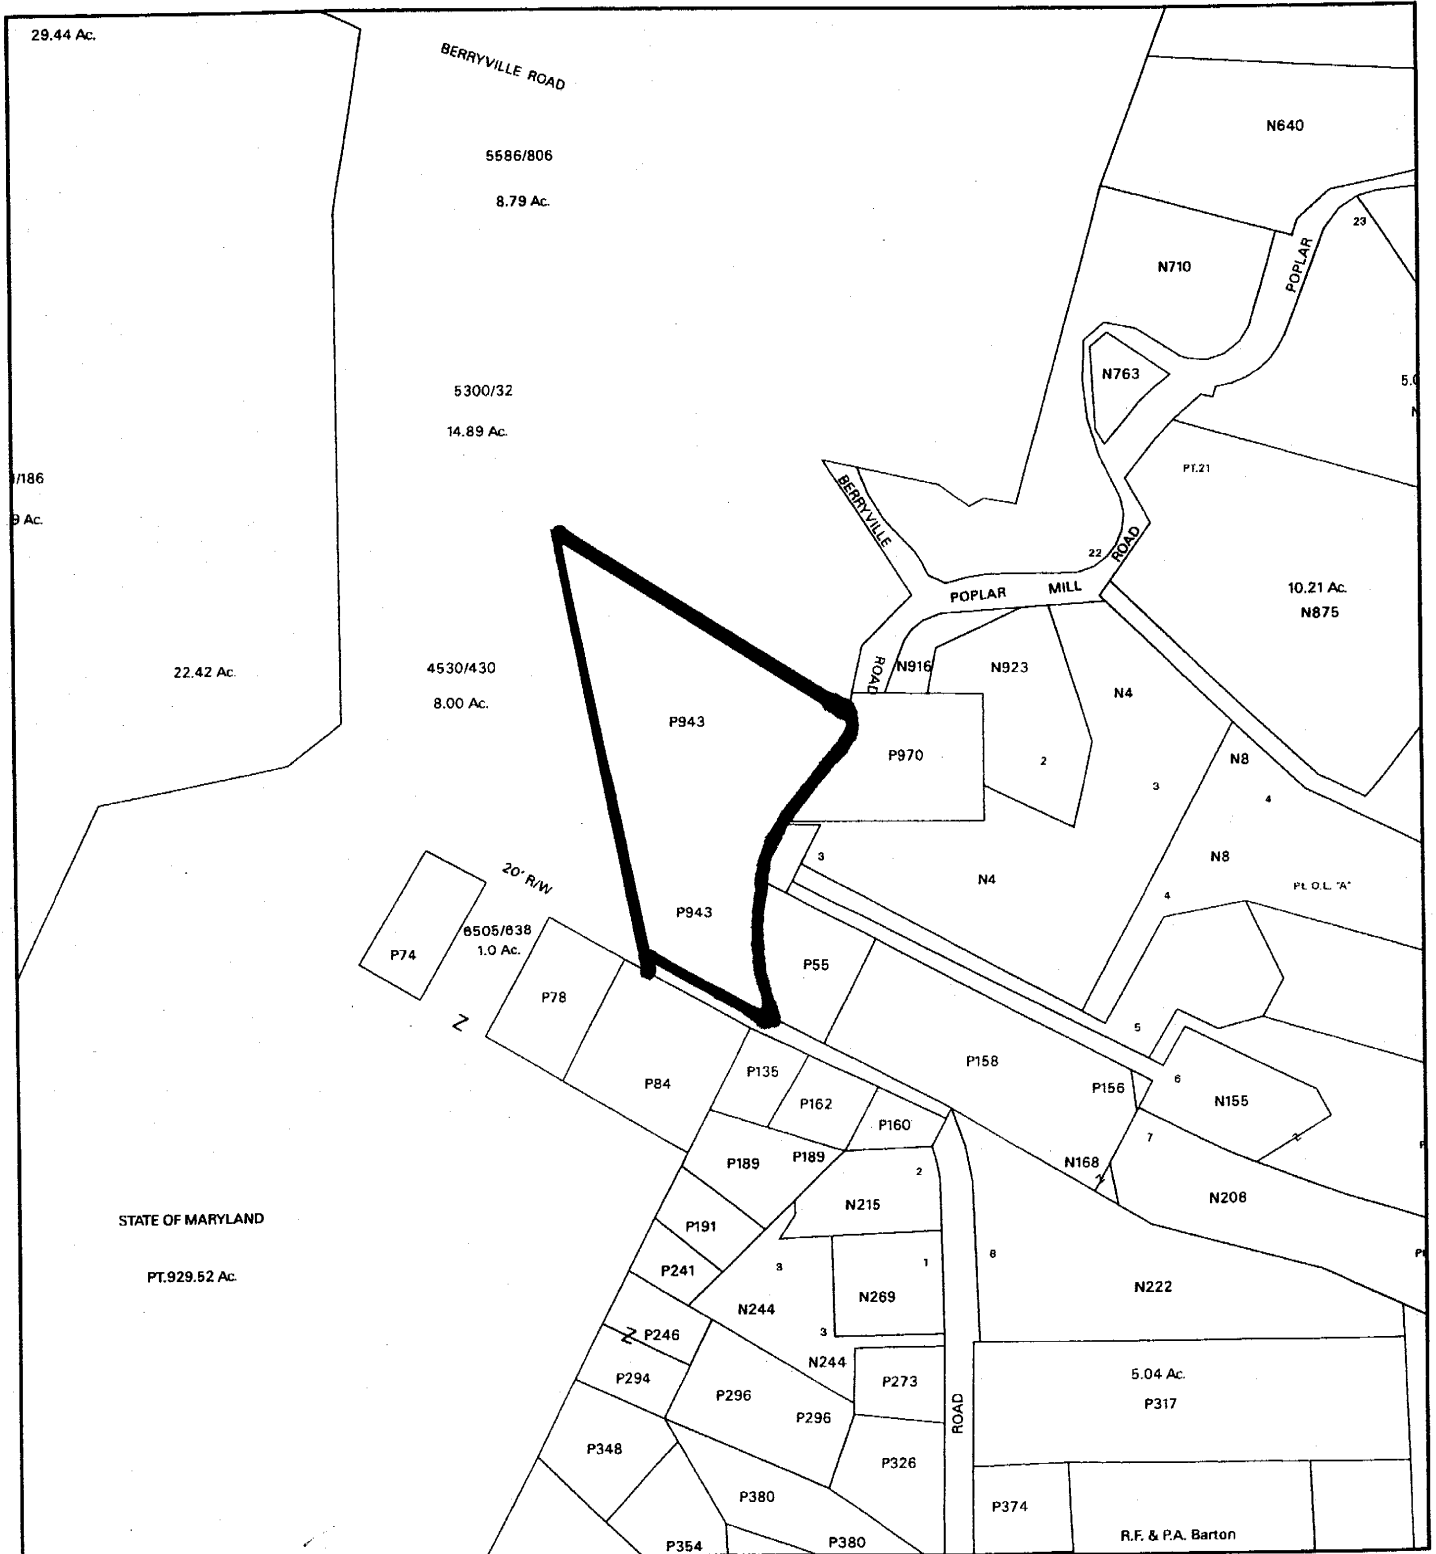 29.44 Ac.
BERRYVILLE ROAD
5586/806
8.79 Ac.
N640
23
POPLAR
N710
N763
5300/32
14.89 Ac.
PT.21
/186
9 Ac.
BERRYVILLE
22
ROAD
POPLAR MILL
10.21 Ac.
N875
22.42 Ac.
4530/430
8.00 Ac.
ROAD
N916
N923
N4
P943
P970
2
3
N8
4
3
N4
N8
4
Pt. O.L. "A"
20' R/W
6505/638
1.0 Ac.
P74
P943
P55
P78
Z
5
P84
P135
P158
P156
6
N155
P162
P160
7
Z
P189
P189
2
N168
Z
N208
N215
P191
STATE OF MARYLAND
PT.929.52 Ac.
P241
3
1
8
N222
N244
N269
3
Z
P246
N244
P294
P273
5.04 Ac.
P317
P296
P296
ROAD
P348
P326
P380
P374
P354
P380
R.F. & P.A. Barton